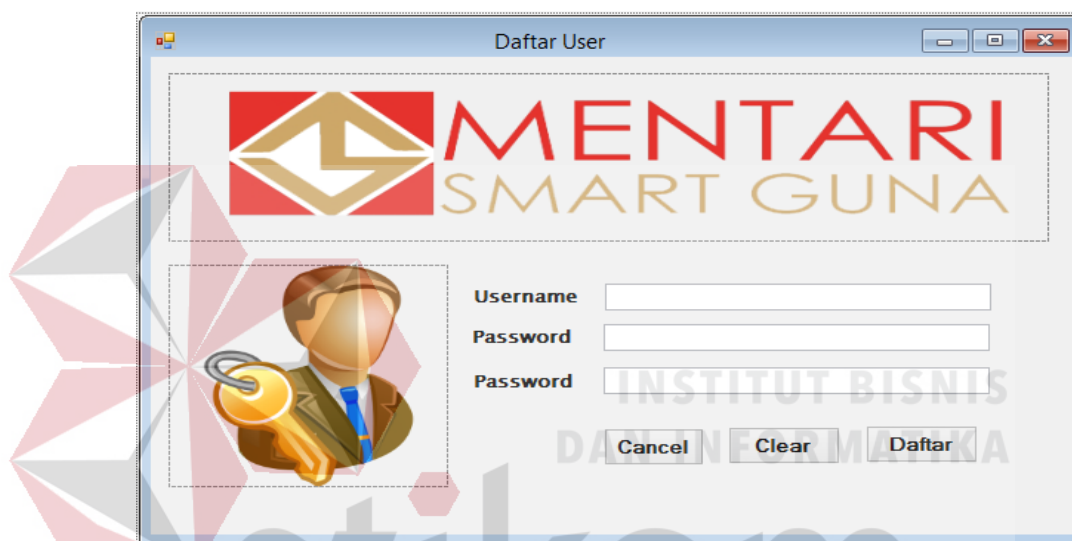 Daftar User
MENTARI
SMART GUNA
Username
Password
Password
INSTITUT BISNIS
DAN INFORMATIKA
Cancel Clear Daftar